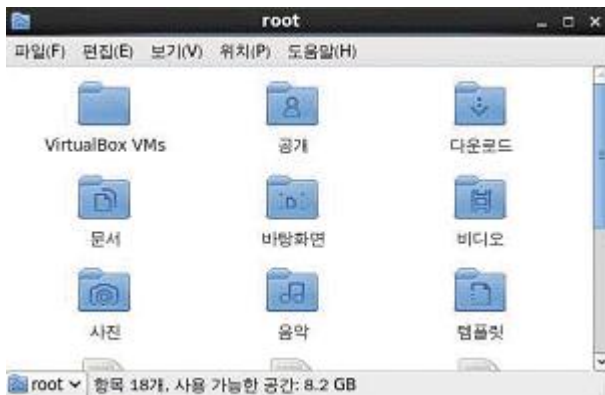 root
파일(F) 편집(E) 보기(V) 위치(P) 도움말(H)
VirtualBox VMs 공개 다운로드
문서 바탕화면 비디오
사진 음악 템플릿
root 항목 18개, 사용 가능한 공간: 8.2 GB